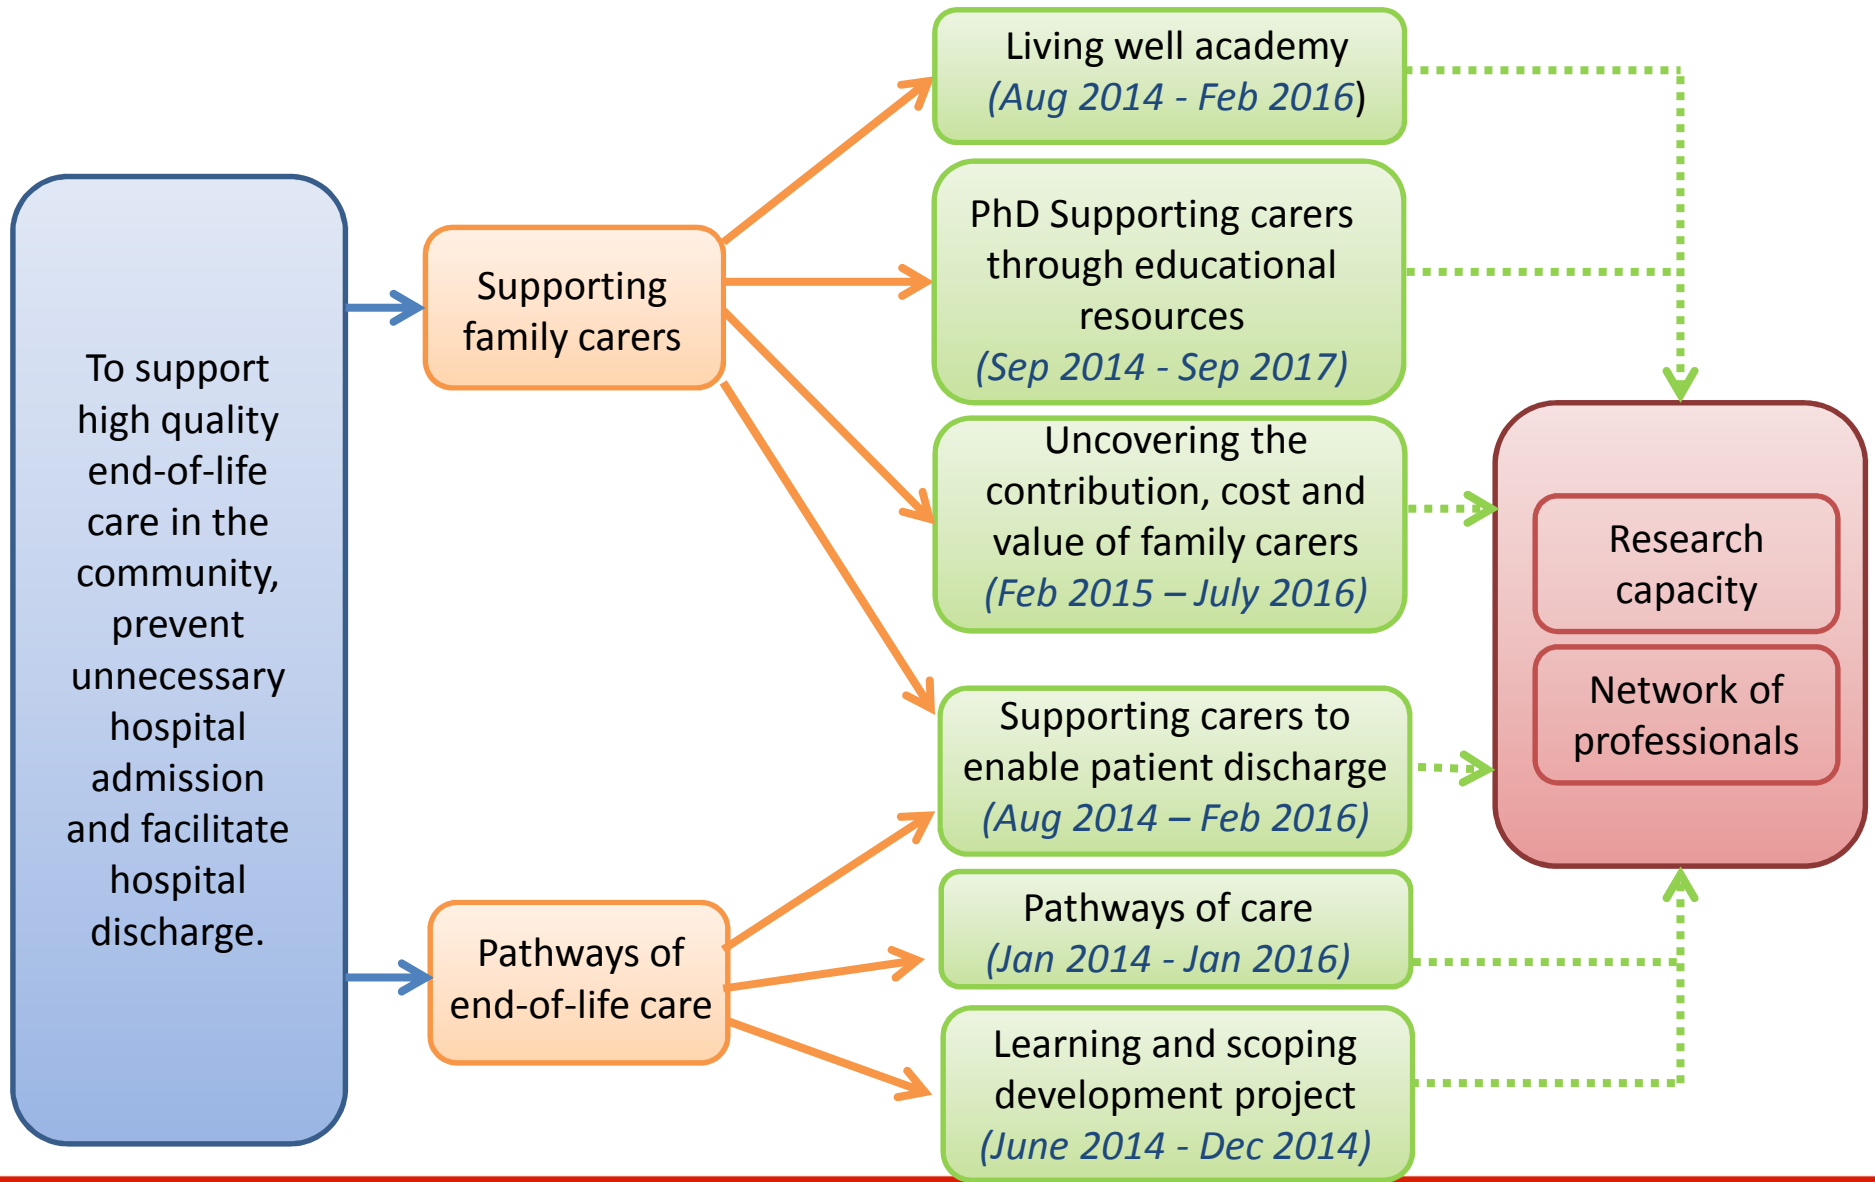 To support
high quality
end-of-life
care in the
community,
prevent
unnecessary
hospital
admission
and facilitate
hospital
discharge.
Supporting
family carers
Pathways of
end-of-life care
Living well academy
(Aug 2014 - Feb 2016)
PhD Supporting carers
through educational
resources
(Sep 2014 - Sep 2017)
Uncovering the
contribution, cost and
value of family carers
(Feb 2015 – July 2016)
Supporting carers to
enable patient discharge
(Aug 2014 – Feb 2016)
Pathways of care
(Jan 2014 - Jan 2016)
Learning and scoping
development project
(June 2014 - Dec 2014)
Research
capacity
Network of
professionals